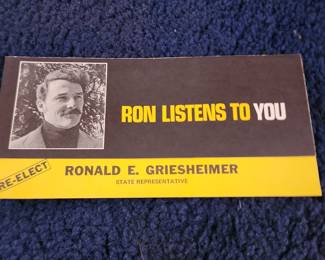 RON LISTENS TO YOU
RE-ELECT
RONALD E. GRIESHEIMER
STATE REPRESENTATIVE